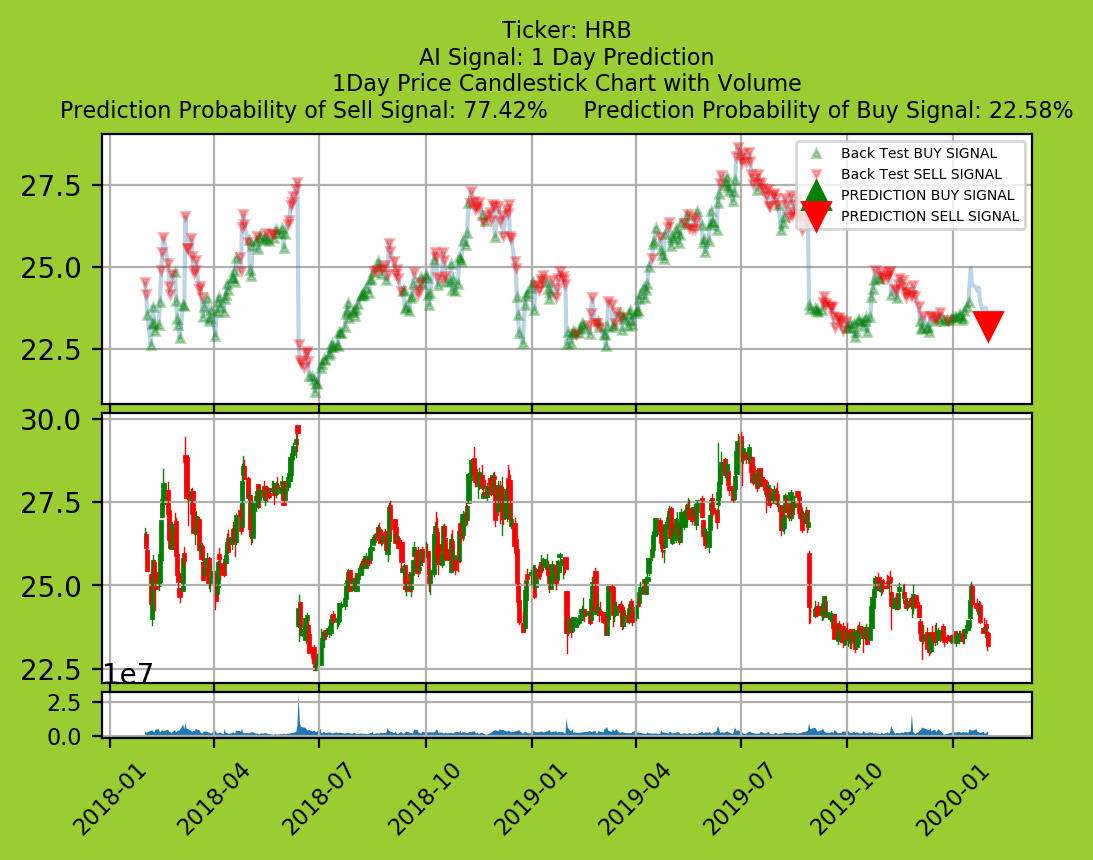 Ticker: HRB
AI Signal: 1 Day Prediction
1Day Price Candlestick Chart with Volume
Prediction Probability of Sell Signal: 77.42%     Prediction Probability of Buy Signal: 22.58%
Back Test BUY SIGNAL
Back Test SELL SIGNAL
PREDICTION BUY SIGNAL
PREDICTION SELL SIGNAL
27.5
25.0
22.5
30.0
27.5
25.0
22.5
1e7
2.5
0.0
2018-01
2018-04
2018-07
2018-10
2019-01
2019-04
2019-07
2019-10
2020-01